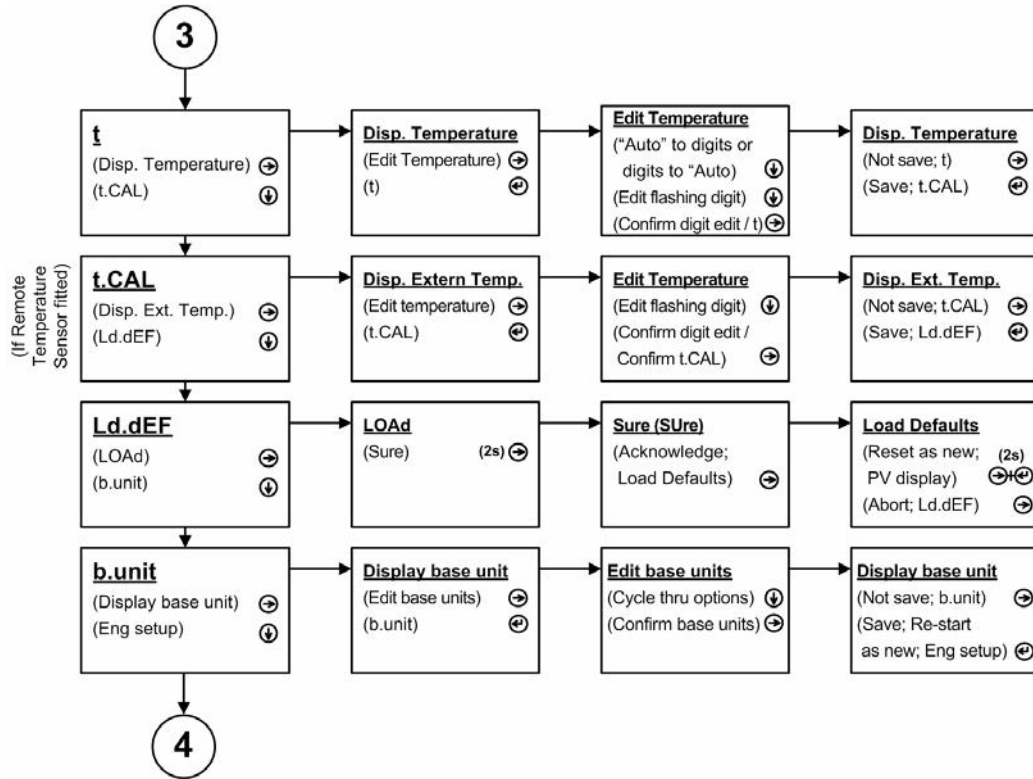 3
t
(Disp. Temperature) →
(t.CAL) ↓
Disp. Temperature
(Edit Temperature) →
(t) ↵
Edit Temperature
("Auto" to digits or
digits to "Auto) ↓
(Edit flashing digit) ↓
(Confirm digit edit / t) →
Disp. Temperature
(Not save; t) →
(Save; t.CAL) ↵
(If Remote
Temperature
Sensor fitted)
t.CAL
(Disp. Ext. Temp.) →
(Ld.dEF) ↓
Disp. Extern Temp.
(Edit temperature) →
(t.CAL) ↵
Edit Temperature
(Edit flashing digit) ↓
(Confirm digit edit /
Confirm t.CAL) →
Disp. Ext. Temp.
(Not save; t.CAL) →
(Save; Ld.dEF) ↵
Ld.dEF
(LOAd) →
(b.unit) ↓
LOAd
(Sure) (2s) →
Sure (SUre)
(Acknowledge;
Load Defaults) →
Load Defaults
(Reset as new; (2s)
PV display) →+↵
(Abort; Ld.dEF) →
b.unit
(Display base unit) →
(Eng setup) ↓
Display base unit
(Edit base units) →
(b.unit) ↵
Edit base units
(Cycle thru options) ↓
(Confirm base units) →
Display base unit
(Not save; b.unit) →
(Save; Re-start
as new; Eng setup) ↵
4